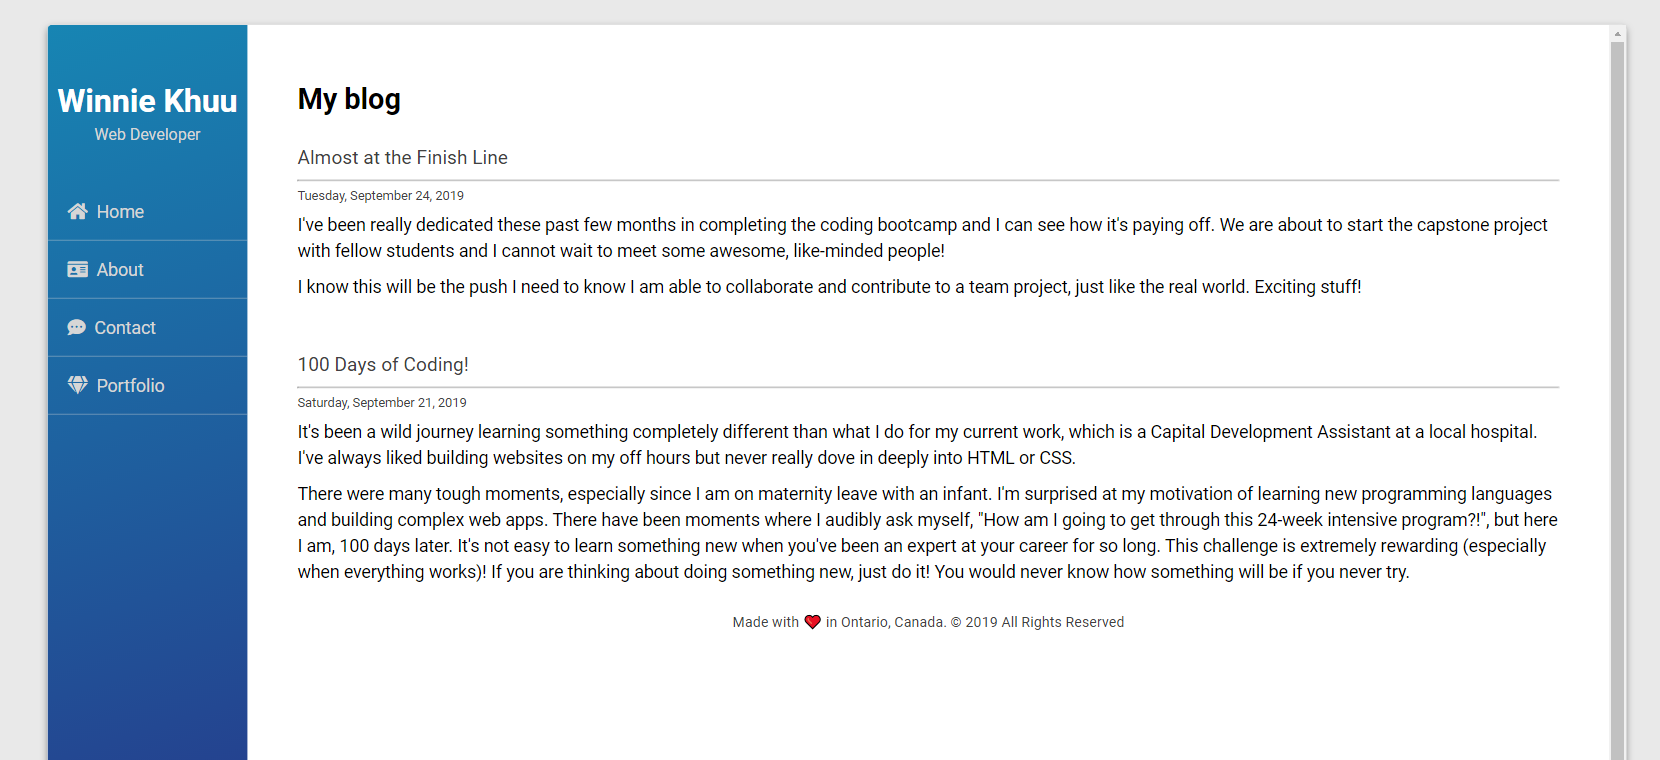 Winnie Khuu
Web Developer
Home
About
Contact
Portfolio
My blog
Almost at the Finish Line
Tuesday, September 24, 2019
I've been really dedicated these past few months in completing the coding bootcamp and I can see how it's paying off. We are about to start the capstone project
with fellow students and I cannot wait to meet some awesome, like-minded people!
I know this will be the push I need to know I am able to collaborate and contribute to a team project, just like the real world. Exciting stuff!
100 Days of Coding!
Saturday, September 21, 2019
It's been a wild journey learning something completely different than what I do for my current work, which is a Capital Development Assistant at a local hospital.
I've always liked building websites on my off hours but never really dove in deeply into HTML or CSS.
There were many tough moments, especially since I am on maternity leave with an infant. I'm surprised at my motivation of learning new programming languages
and building complex web apps. There have been moments where I audibly ask myself, "How am I going to get through this 24-week intensive program?!", but here
I am, 100 days later. It's not easy to learn something new when you've been an expert at your career for so long. This challenge is extremely rewarding (especially
when everything works)! If you are thinking about doing something new, just do it! You would never know how something will be if you never try.
Made with ❤ in Ontario, Canada. © 2019 All Rights Reserved